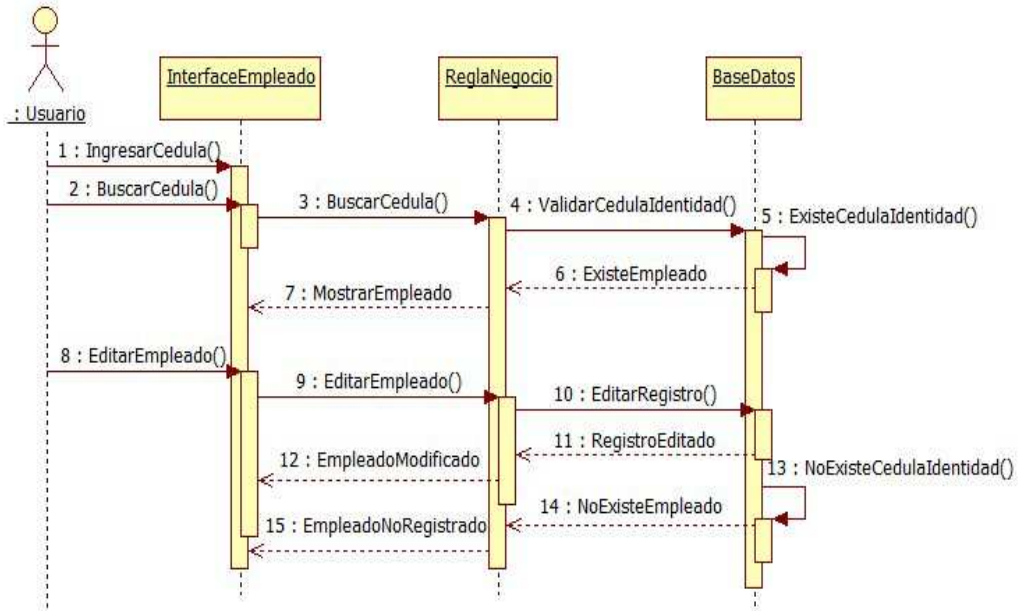 : Usuario
InterfaceEmpleado
ReglaNegocio
BaseDatos
1 : IngresarCedula()
2 : BuscarCedula()
3 : BuscarCedula()
4 : ValidarCedulaIdentidad()
5 : ExisteCedulaIdentidad()
6 : ExisteEmpleado
7 : MostrarEmpleado
8 : EditarEmpleado()
9 : EditarEmpleado()
10 : EditarRegistro()
11 : RegistroEditado
12 : EmpleadoModificado
13 : NoExisteCedulaIdentidad()
14 : NoExisteEmpleado
15 : EmpleadoNoRegistrado